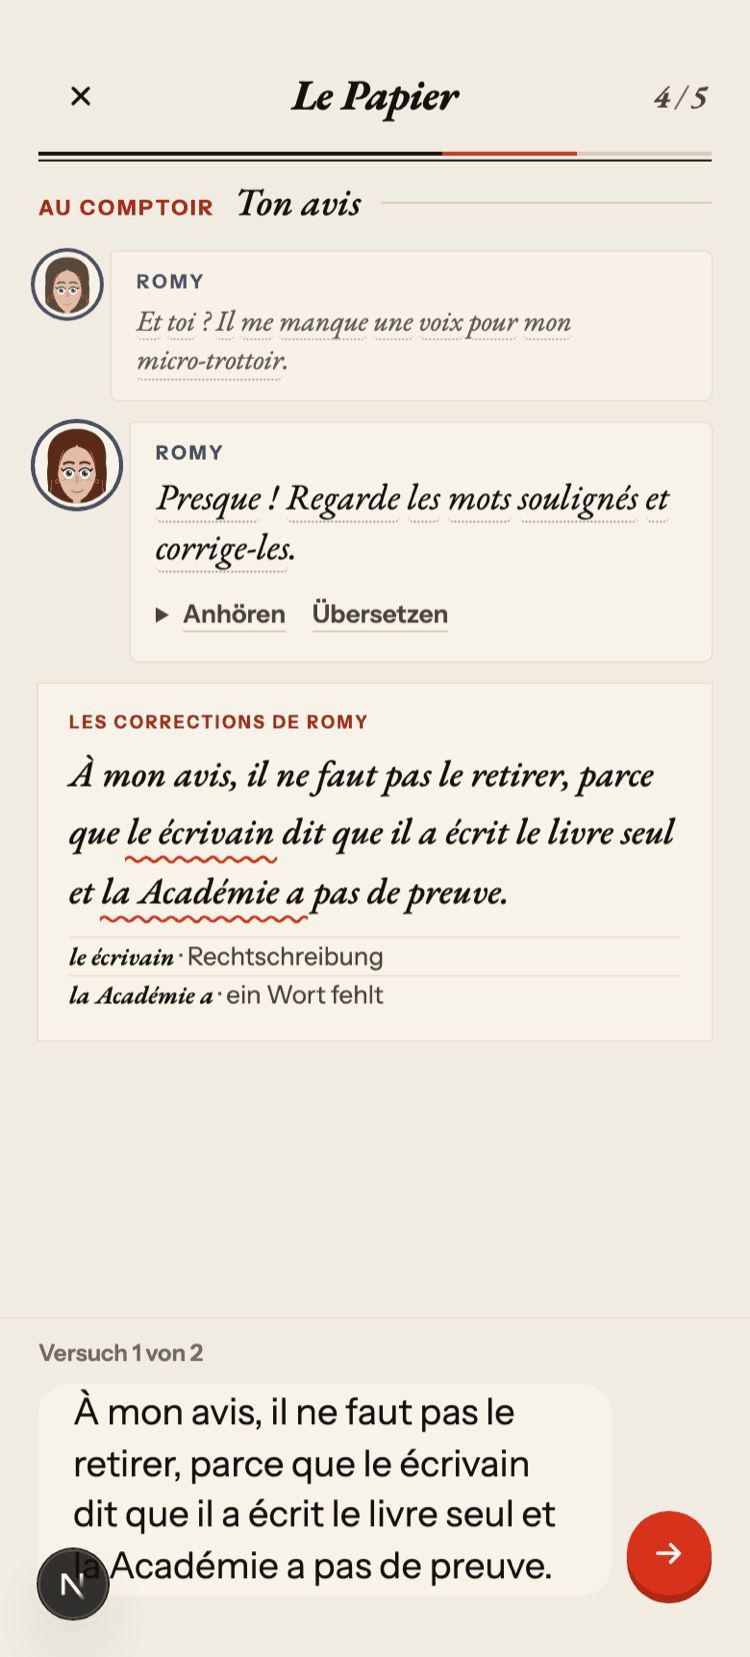 Le Papier
4/5
AU COMPTOIR Ton avis
ROMY
Et toi ? Il me manque une voix pour mon
micro-trottoir.
ROMY
Presque ! Regarde les mots soulignés et
corrige-les.
Anhören Übersetzen
LES CORRECTIONS DE ROMY
À mon avis, il ne faut pas le retirer, parce
que le écrivain dit que il a écrit le livre seul
et la Académie a pas de preuve.
le écrivain · Rechtschreibung
la Académie a · ein Wort fehlt
Versuch 1 von 2
À mon avis, il ne faut pas le
retirer, parce que le écrivain
dit que il a écrit le livre seul et
la Académie a pas de preuve.
N